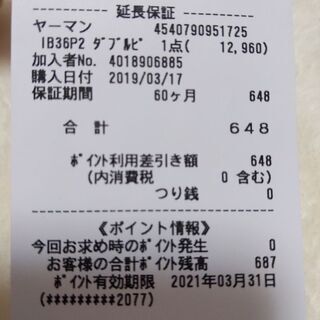 延長保証
ヤーマン 4540790951725
IB36P2 ﾀﾞﾌﾞﾙﾋﾟ 1点( 12,960)
加入者No. 4018906885
購入日付 2019/03/17
保証期間 60ヶ月 648
合計 648
ﾎﾟｲﾝﾄ利用差引き額 648
(内消費税 0 含む)
つり銭 0
《ポイント情報》
今回お求め時のﾎﾟｲﾝﾄ発生 0
お客様の合計ﾎﾟｲﾝﾄ残高 687
ﾎﾟｲﾝﾄ有効期限 2021年03月31日
(*********2077)